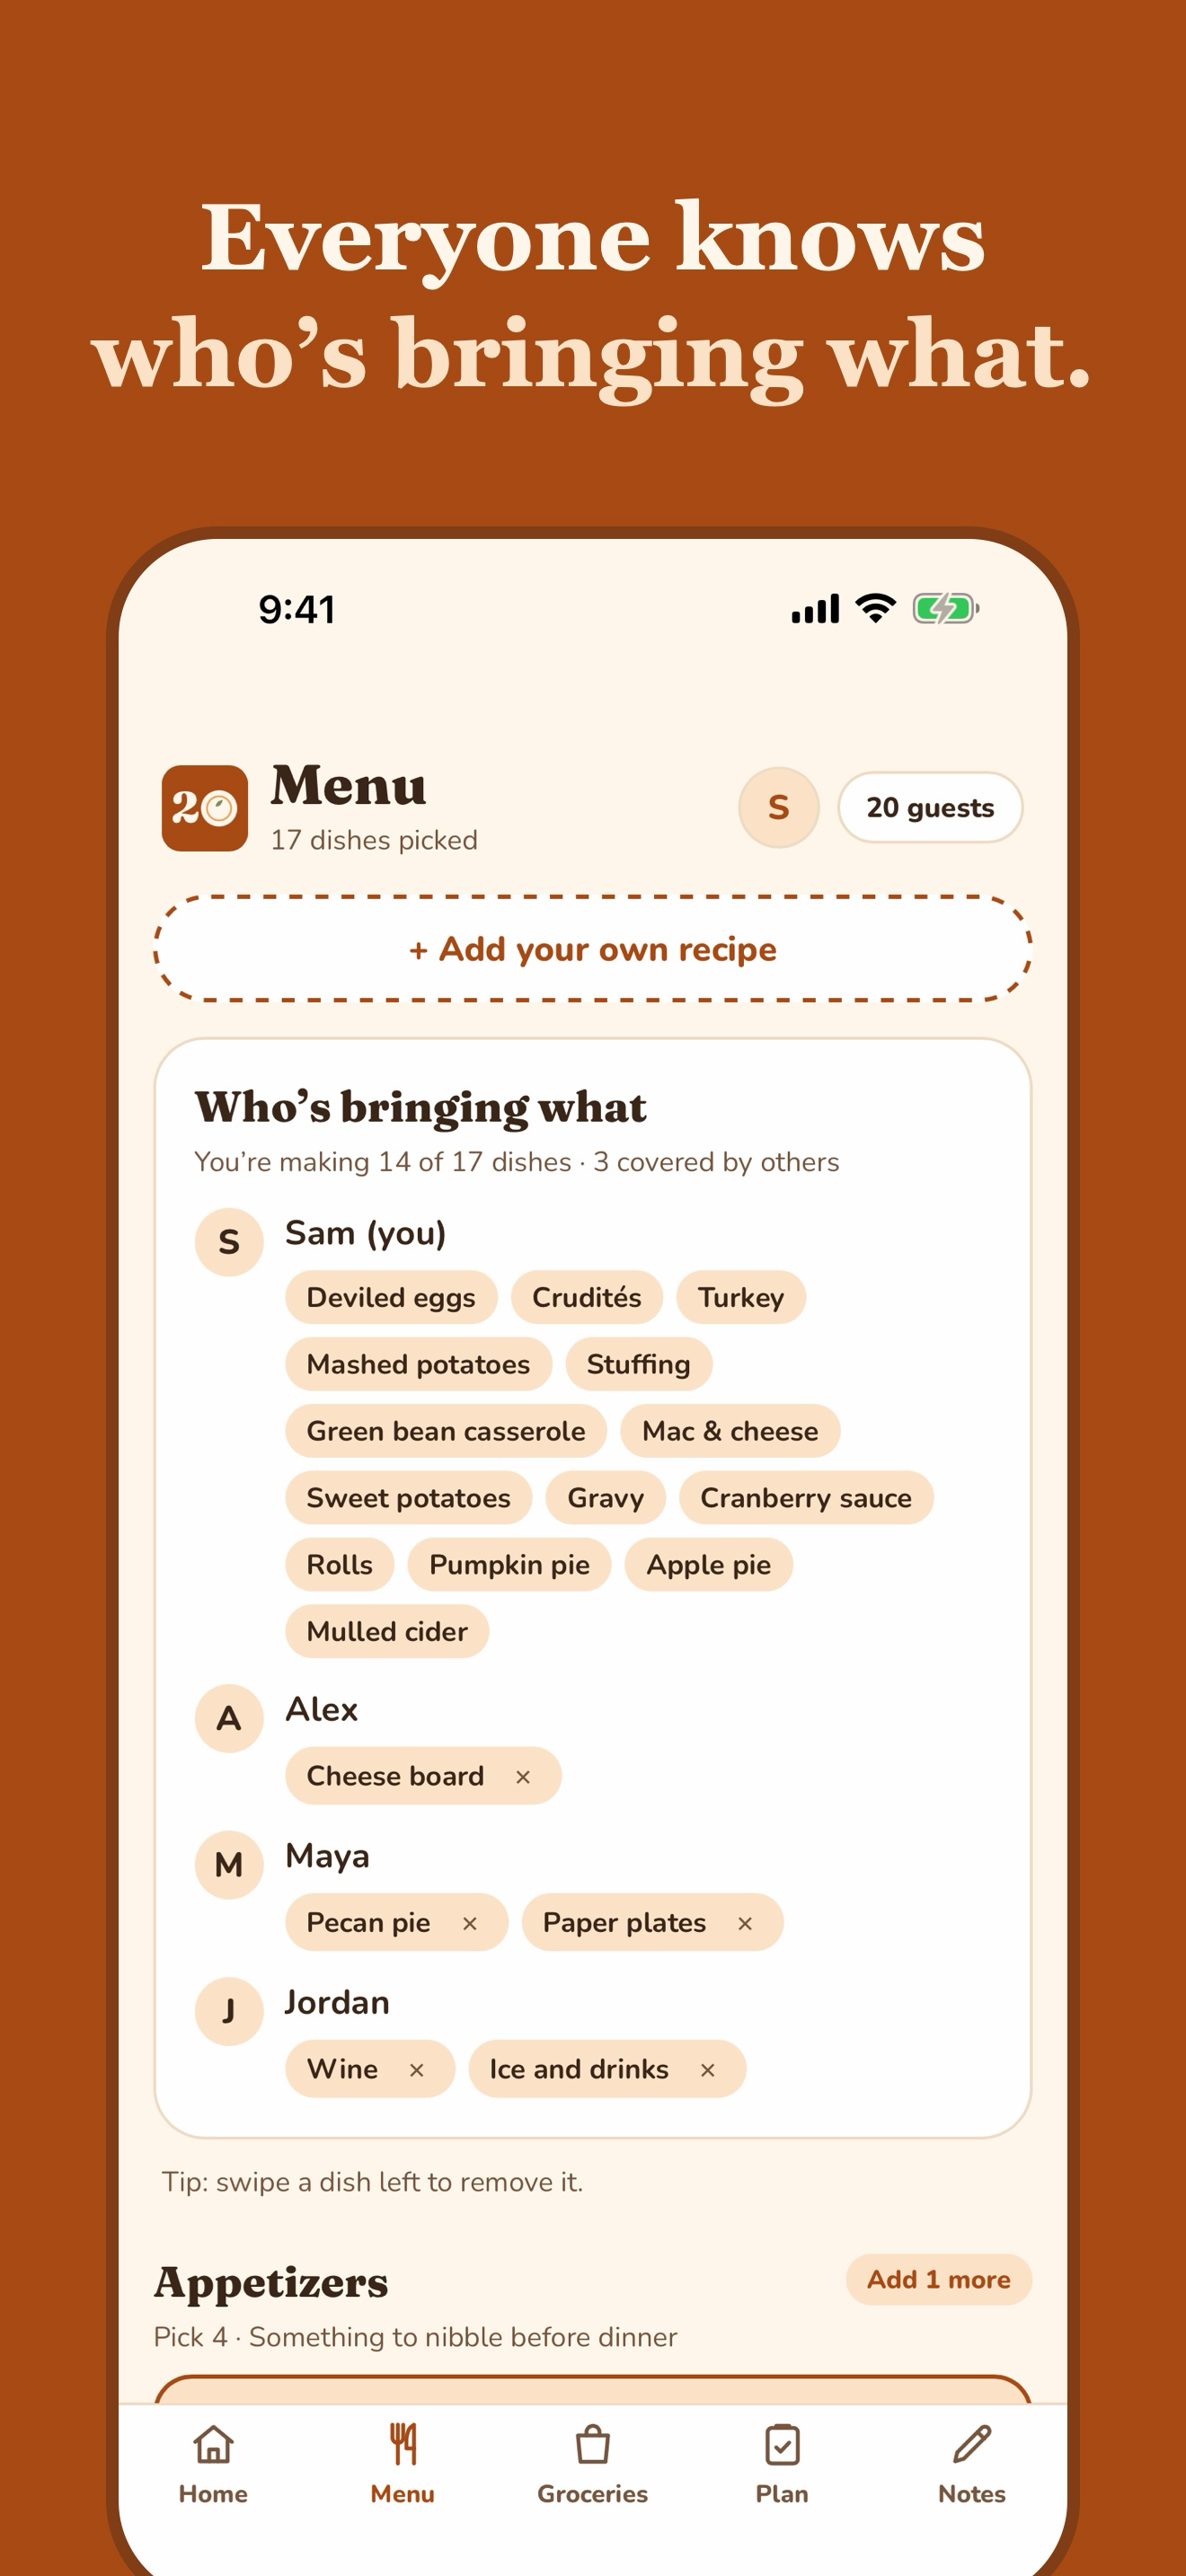 Everyone knows
who’s bringing what.
9:41
20
Menu
17 dishes picked
S
20 guests
+ Add your own recipe
Who’s bringing what
You’re making 14 of 17 dishes · 3 covered by others
S
Sam (you)
Deviled eggs Crudités Turkey
Mashed potatoes Stuffing
Green bean casserole Mac & cheese
Sweet potatoes Gravy Cranberry sauce
Rolls Pumpkin pie Apple pie
Mulled cider
A
Alex
Cheese board ×
M
Maya
Pecan pie × Paper plates ×
J
Jordan
Wine × Ice and drinks ×
Tip: swipe a dish left to remove it.
Appetizers
Add 1 more
Pick 4 · Something to nibble before dinner
Home Menu Groceries Plan Notes